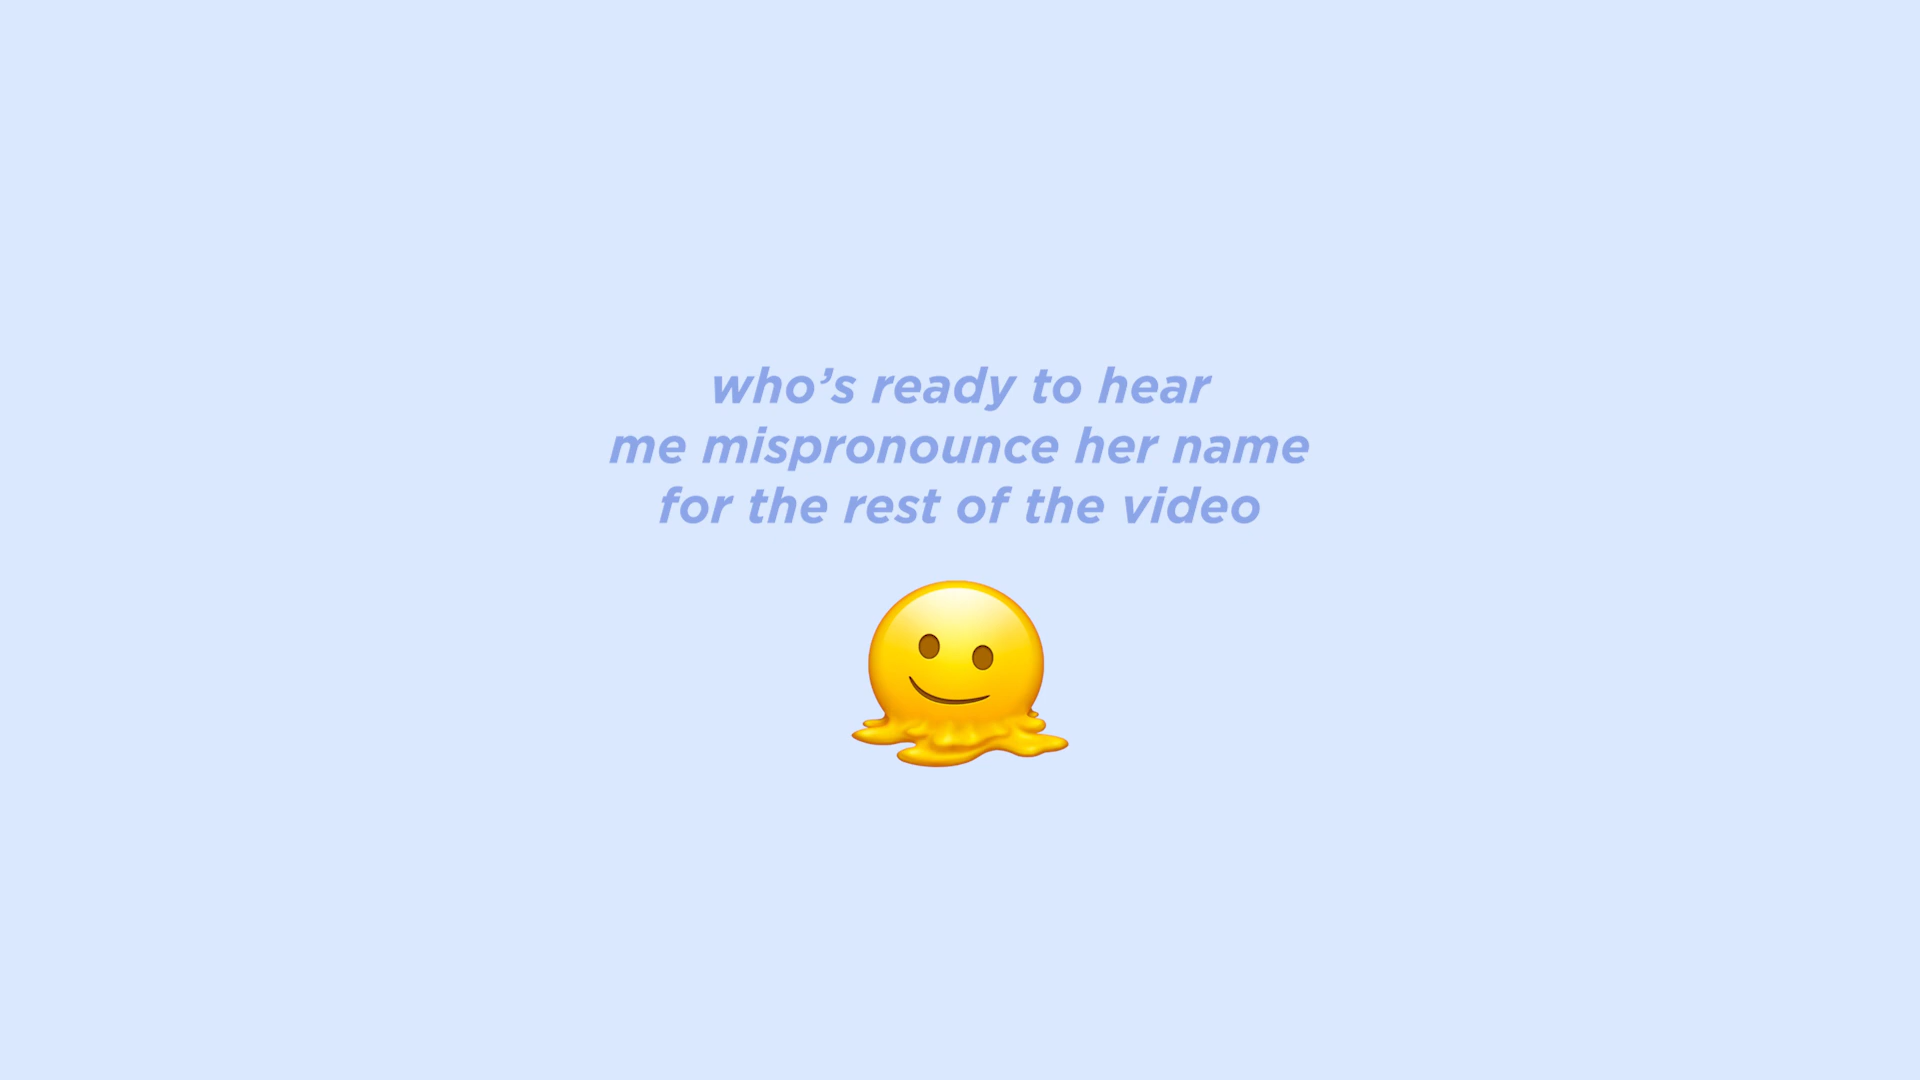 who’s ready to hear
me mispronounce her name
for the rest of the video